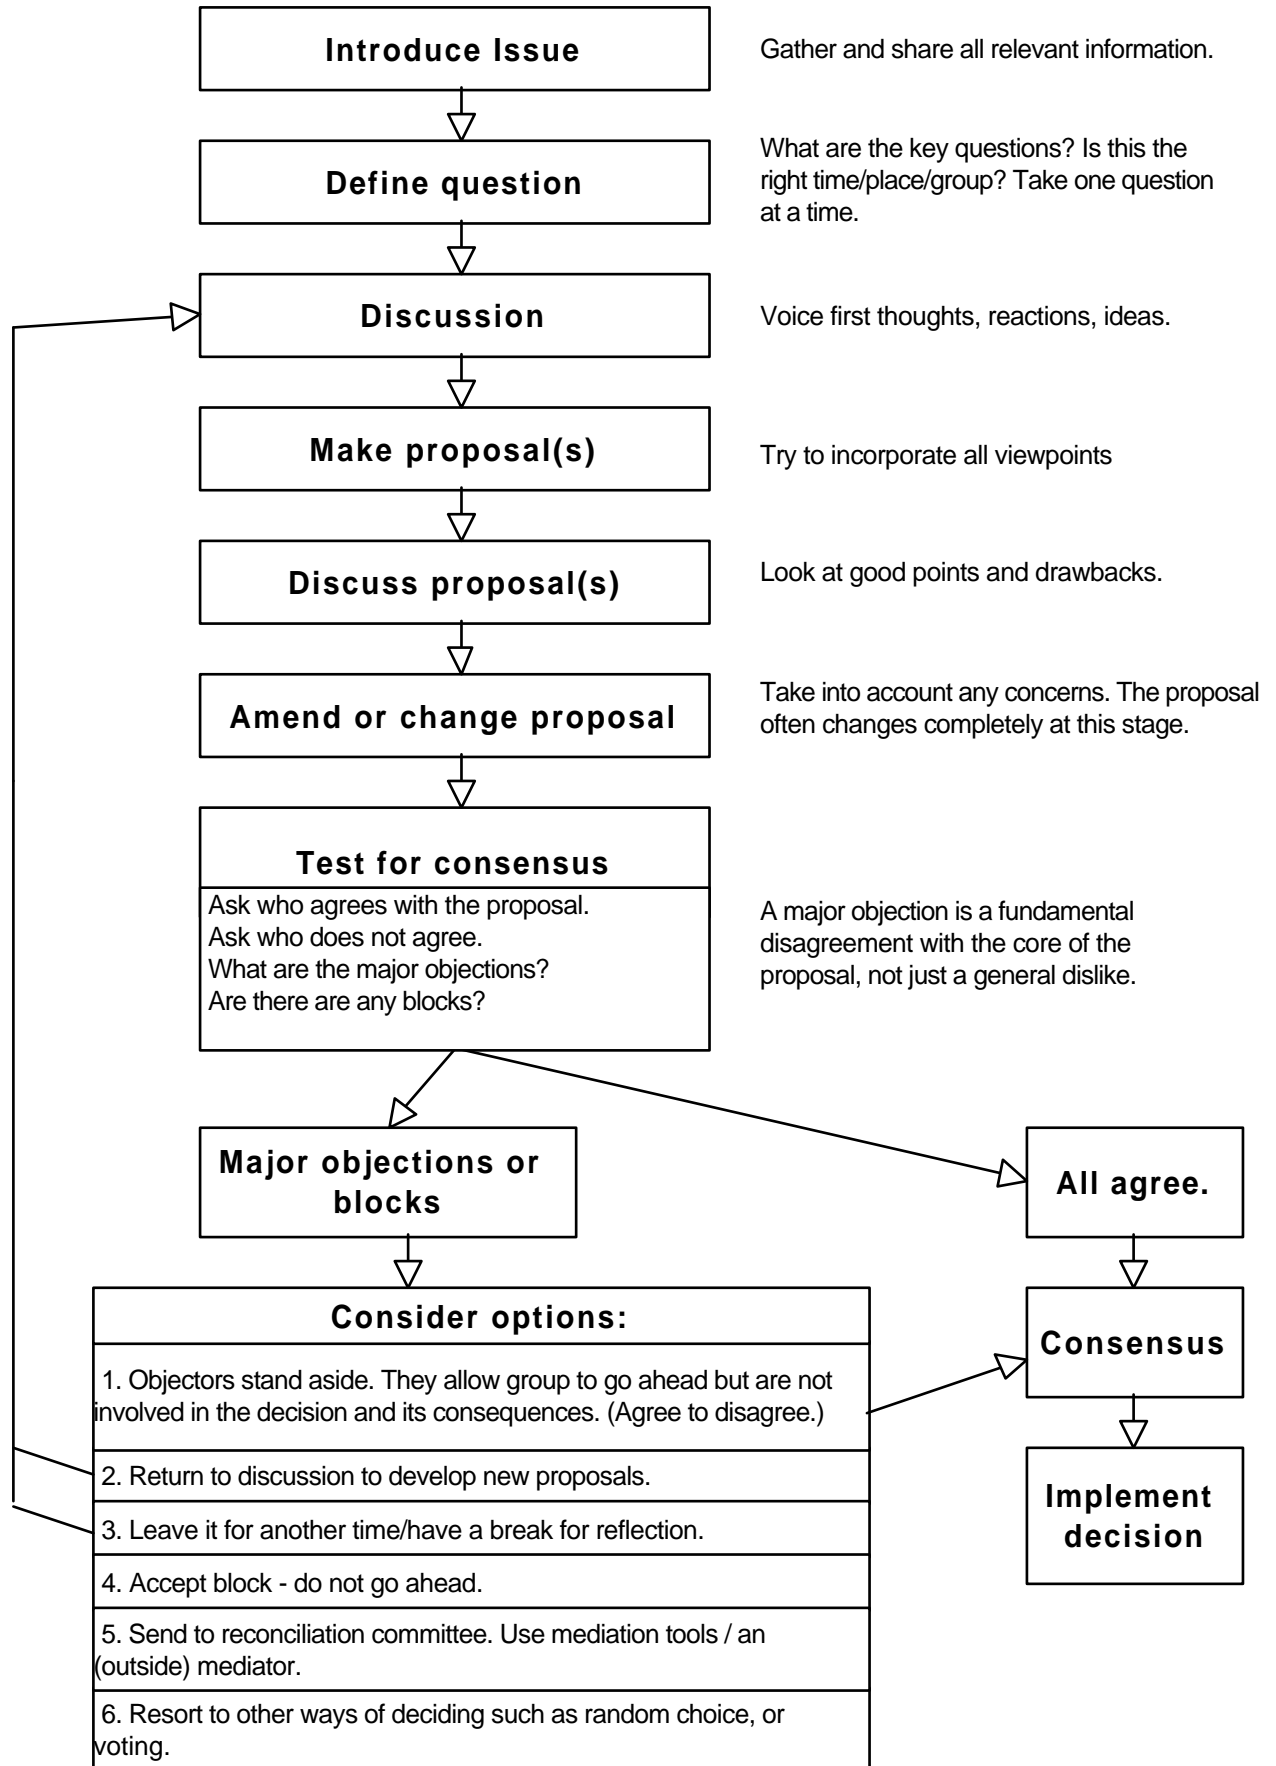 Introduce Issue
Gather and share all relevant information.
Define question
What are the key questions? Is this the
right time/place/group? Take one question
at a time.
Discussion
Voice first thoughts, reactions, ideas.
Make proposal(s)
Try to incorporate all viewpoints
Discuss proposal(s)
Look at good points and drawbacks.
Amend or change proposal
Take into account any concerns. The proposal
often changes completely at this stage.
Test for consensus
Ask who agrees with the proposal.
Ask who does not agree.
What are the major objections?
Are there are any blocks?
A major objection is a fundamental
disagreement with the core of the
proposal, not just a general dislike.
Major objections or
blocks
All agree.
Consider options:
1. Objectors stand aside. They allow group to go ahead but are not
involved in the decision and its consequences. (Agree to disagree.)
2. Return to discussion to develop new proposals.
3. Leave it for another time/have a break for reflection.
4. Accept block - do not go ahead.
5. Send to reconciliation committee. Use mediation tools / an
(outside) mediator.
6. Resort to other ways of deciding such as random choice, or
voting.
Consensus
Implement
decision